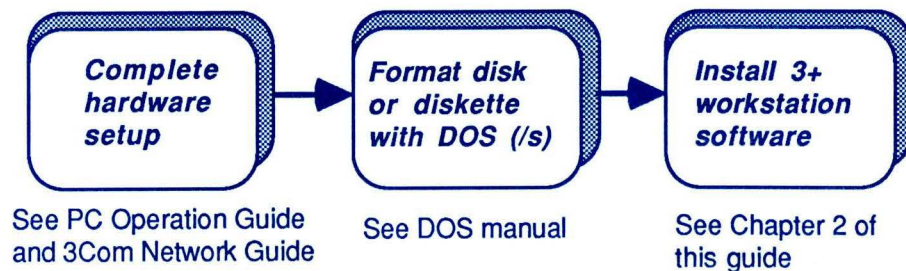 Complete
hardware
setup
See PC Operation Guide
and 3Com Network Guide
Format disk
or diskette
with DOS (/s)
See DOS manual
Install 3+
workstation
software
See Chapter 2 of
this guide